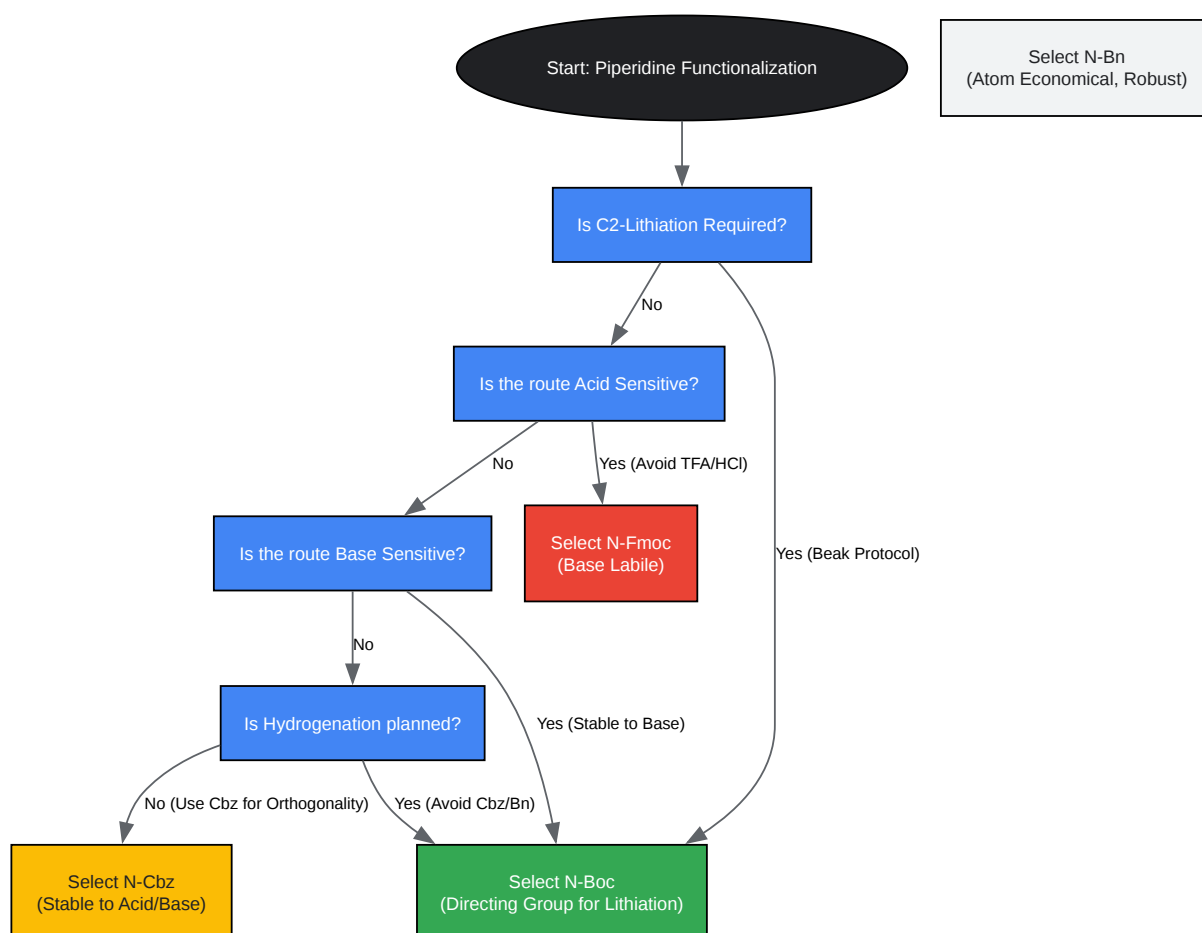 Start: Piperidine Functionalization
Select N-Bn
(Atom Economical, Robust)
Is C2-Lithiation Required?
No
Is the route Acid Sensitive?
No
Yes (Avoid TFA/HCl)
Is the route Base Sensitive?
Select N-Fmoc
(Base Labile)
Yes (Beak Protocol)
No
Is Hydrogenation planned?
Yes (Stable to Base)
No (Use Cbz for Orthogonality)
Yes (Avoid Cbz/Bn)
Select N-Cbz
(Stable to Acid/Base)
Select N-Boc
(Directing Group for Lithiation)